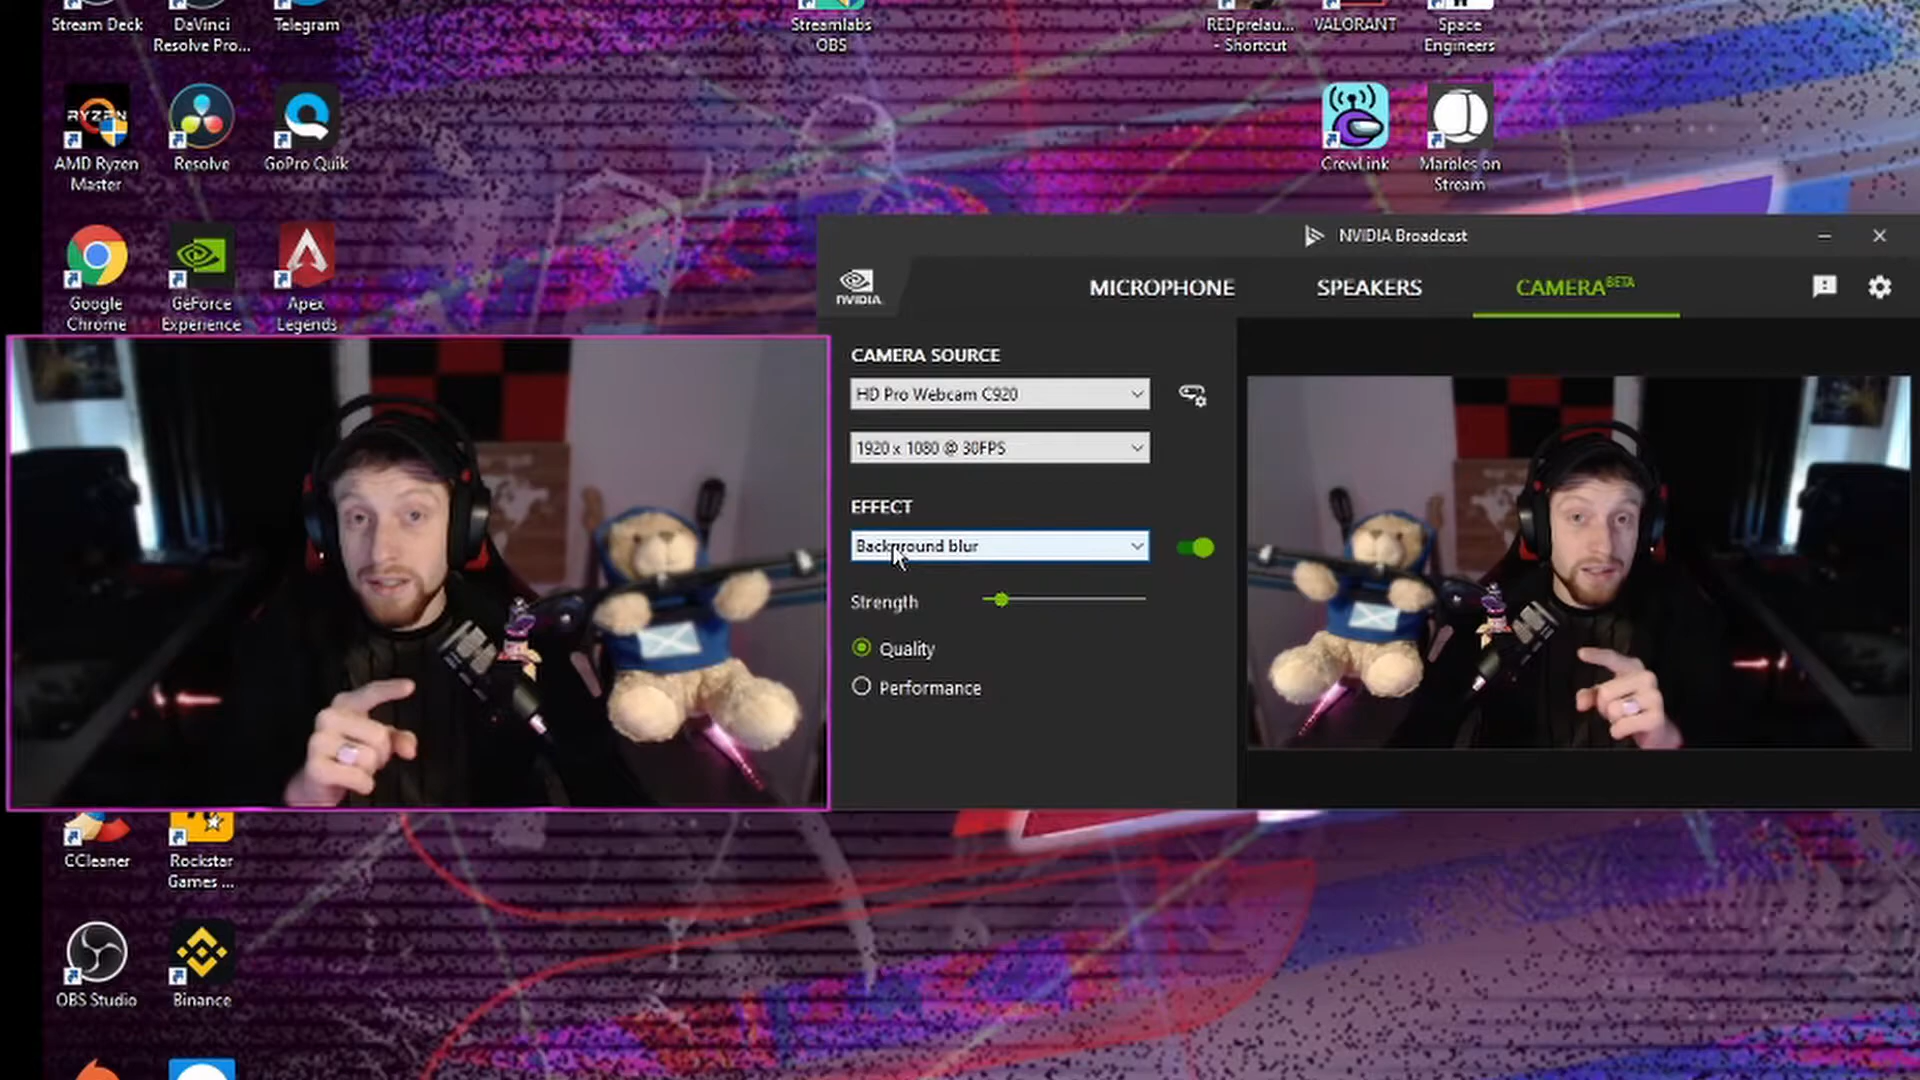 Stream Deck
DaVinci
Resolve Pro...
Telegram
Streamlabs
OBS
REDprelau...
- Shortcut
VALORANT
Space
Engineers
RYZEN
AMD Ryzen
Master
Resolve
GoPro Quik
CrewLink
Marbles on
Stream
Google
Chrome
GeForce
Experience
Apex
Legends
NVIDIA Broadcast
NVIDIA
MICROPHONE
SPEAKERS
CAMERA BETA
CAMERA SOURCE
HD Pro Webcam C920
1920 x 1080 @ 30FPS
EFFECT
Background blur
Strength
Quality
Performance
CCleaner
Rockstar
Games ...
OBS Studio
Binance